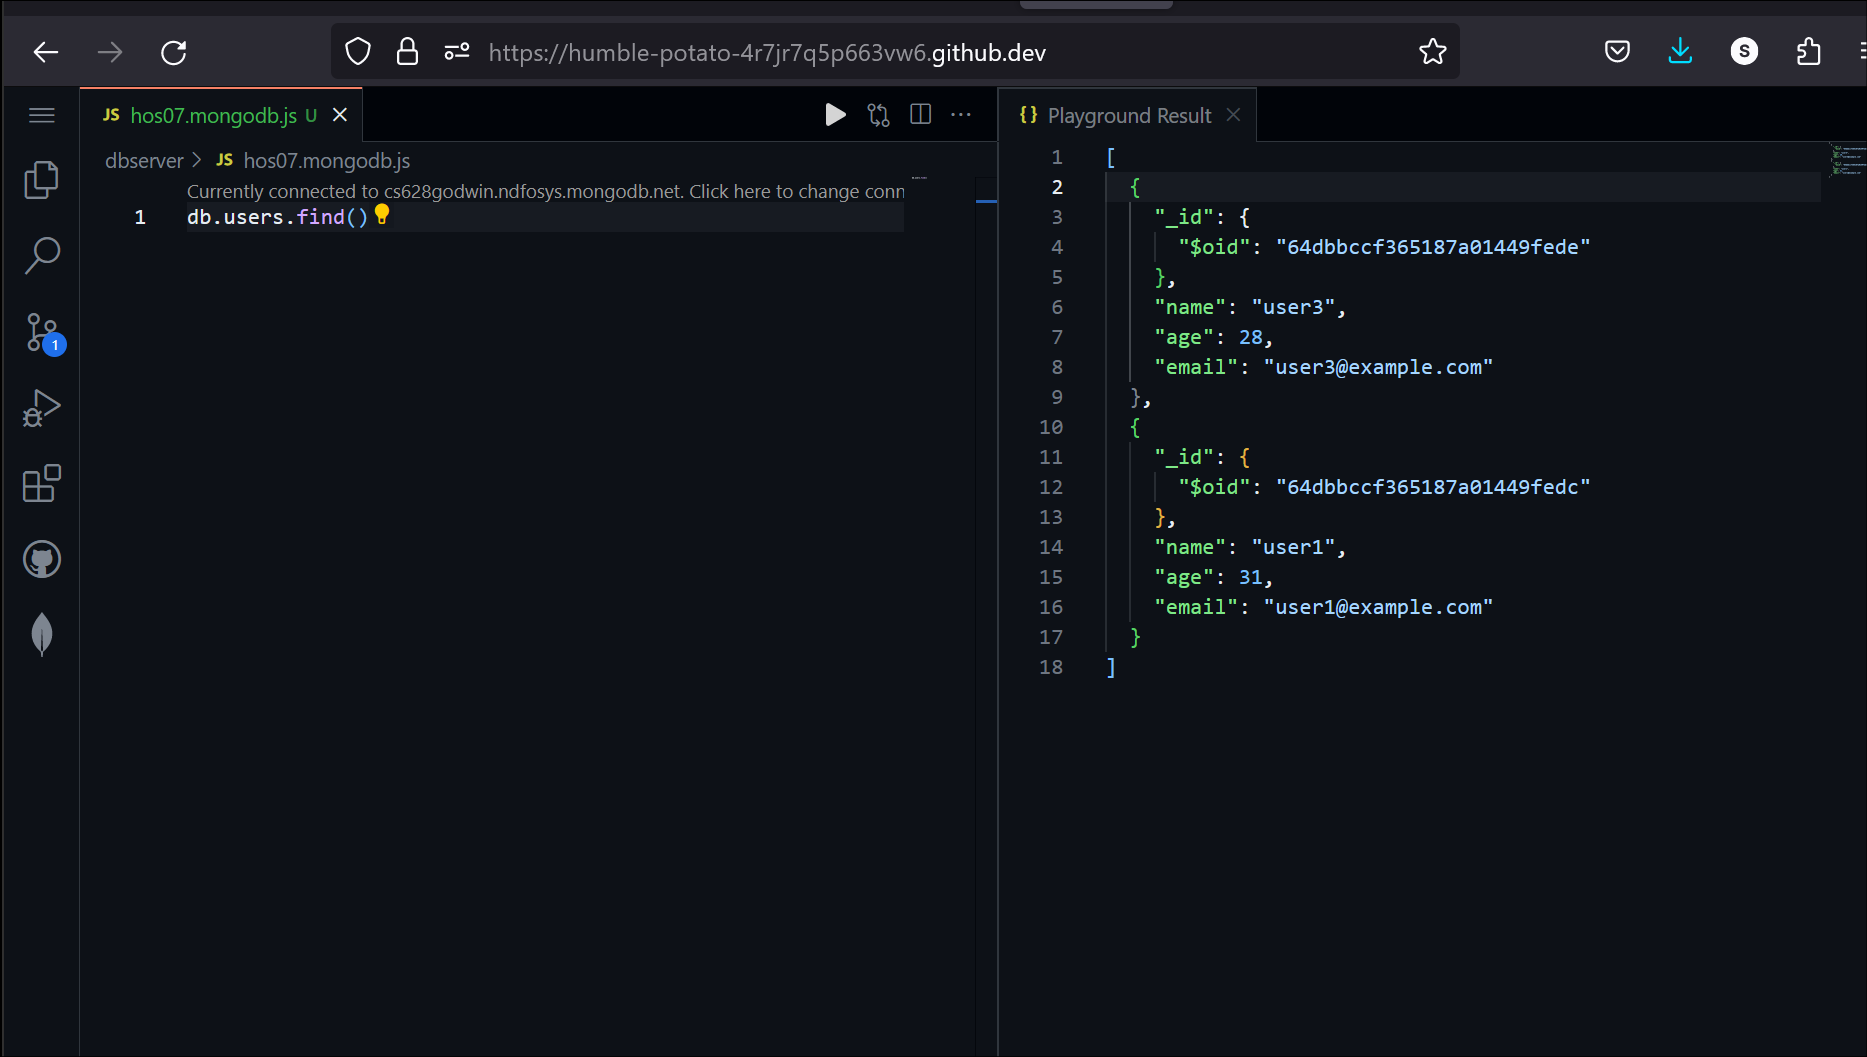 https://humble-potato-4r7jr7q5p663vw6.github.dev
S
JS hos07.mongodb.js U
{} Playground Result
dbserver > JS hos07.mongodb.js
Currently connected to cs628godwin.ndfosys.mongodb.net. Click here to change conn
1 db.users.find()
1
1 [
2 {
3 "_id": {
4 "$oid": "64dbbccf365187a01449fede"
5 },
6 "name": "user3",
7 "age": 28,
8 "email": "user3@example.com"
9 },
10 {
11 "_id": {
12 "$oid": "64dbbccf365187a01449fedc"
13 },
14 "name": "user1",
15 "age": 31,
16 "email": "user1@example.com"
17 }
18 ]